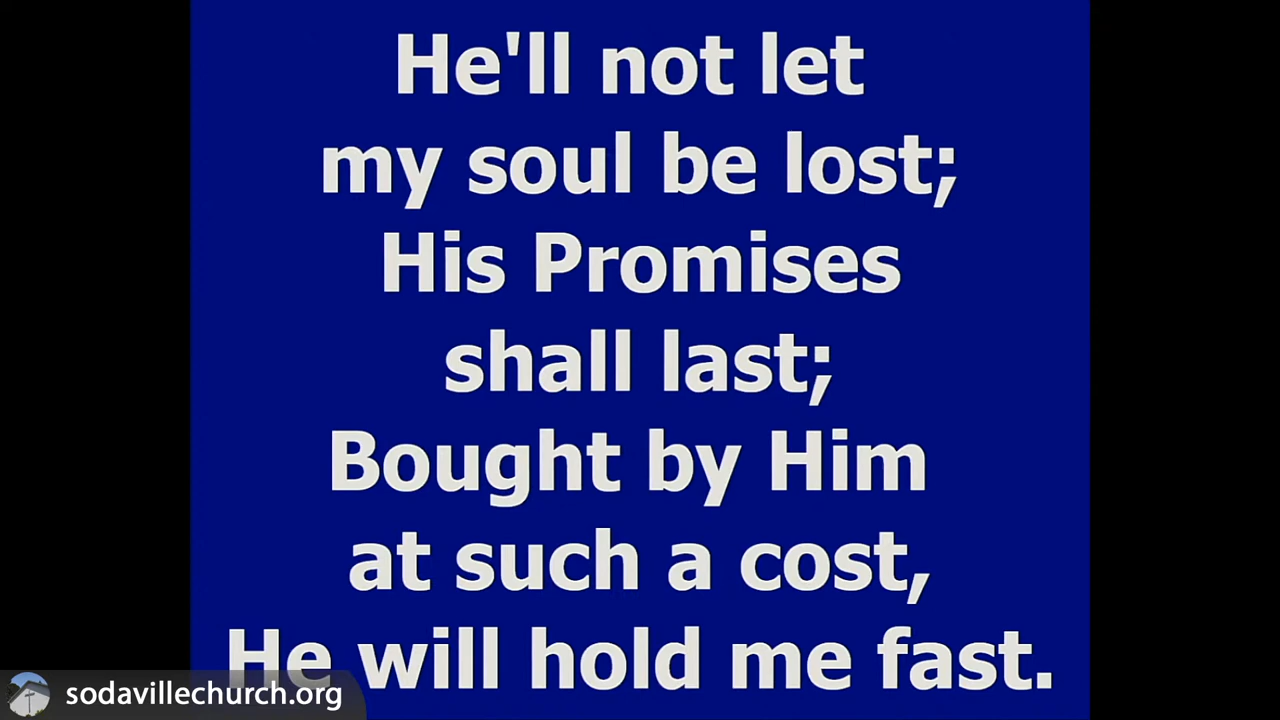 He'll not let
my soul be lost;
His Promises
shall last;
Bought by Him
at such a cost,
He will hold me fast.
sodavillechurch.org